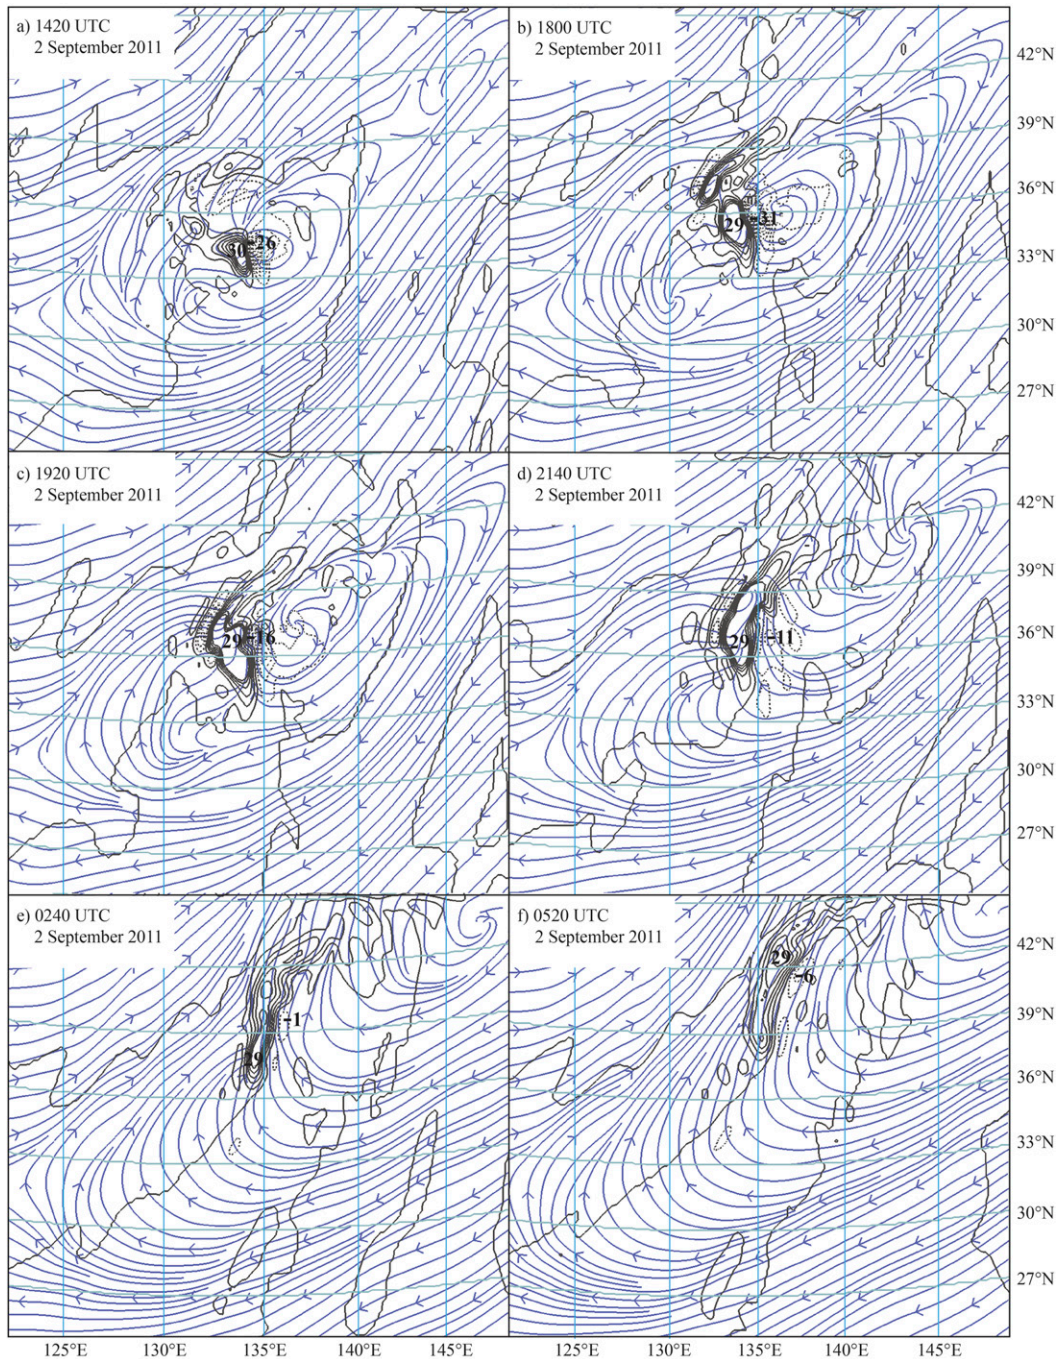 a) 1420 UTC
2 September 2011
b) 1800 UTC
2 September 2011
42°N
39°N
36°N
33°N
30°N
27°N
30
-26
29
-31
c) 1920 UTC
2 September 2011
d) 2140 UTC
2 September 2011
42°N
39°N
36°N
33°N
30°N
27°N
29
-16
29
-11
e) 0240 UTC
2 September 2011
f) 0520 UTC
2 September 2011
42°N
39°N
36°N
33°N
30°N
27°N
29
-1
29
-6
125°E 130°E 135°E 140°E 145°E 125°E 130°E 135°E 140°E 145°E